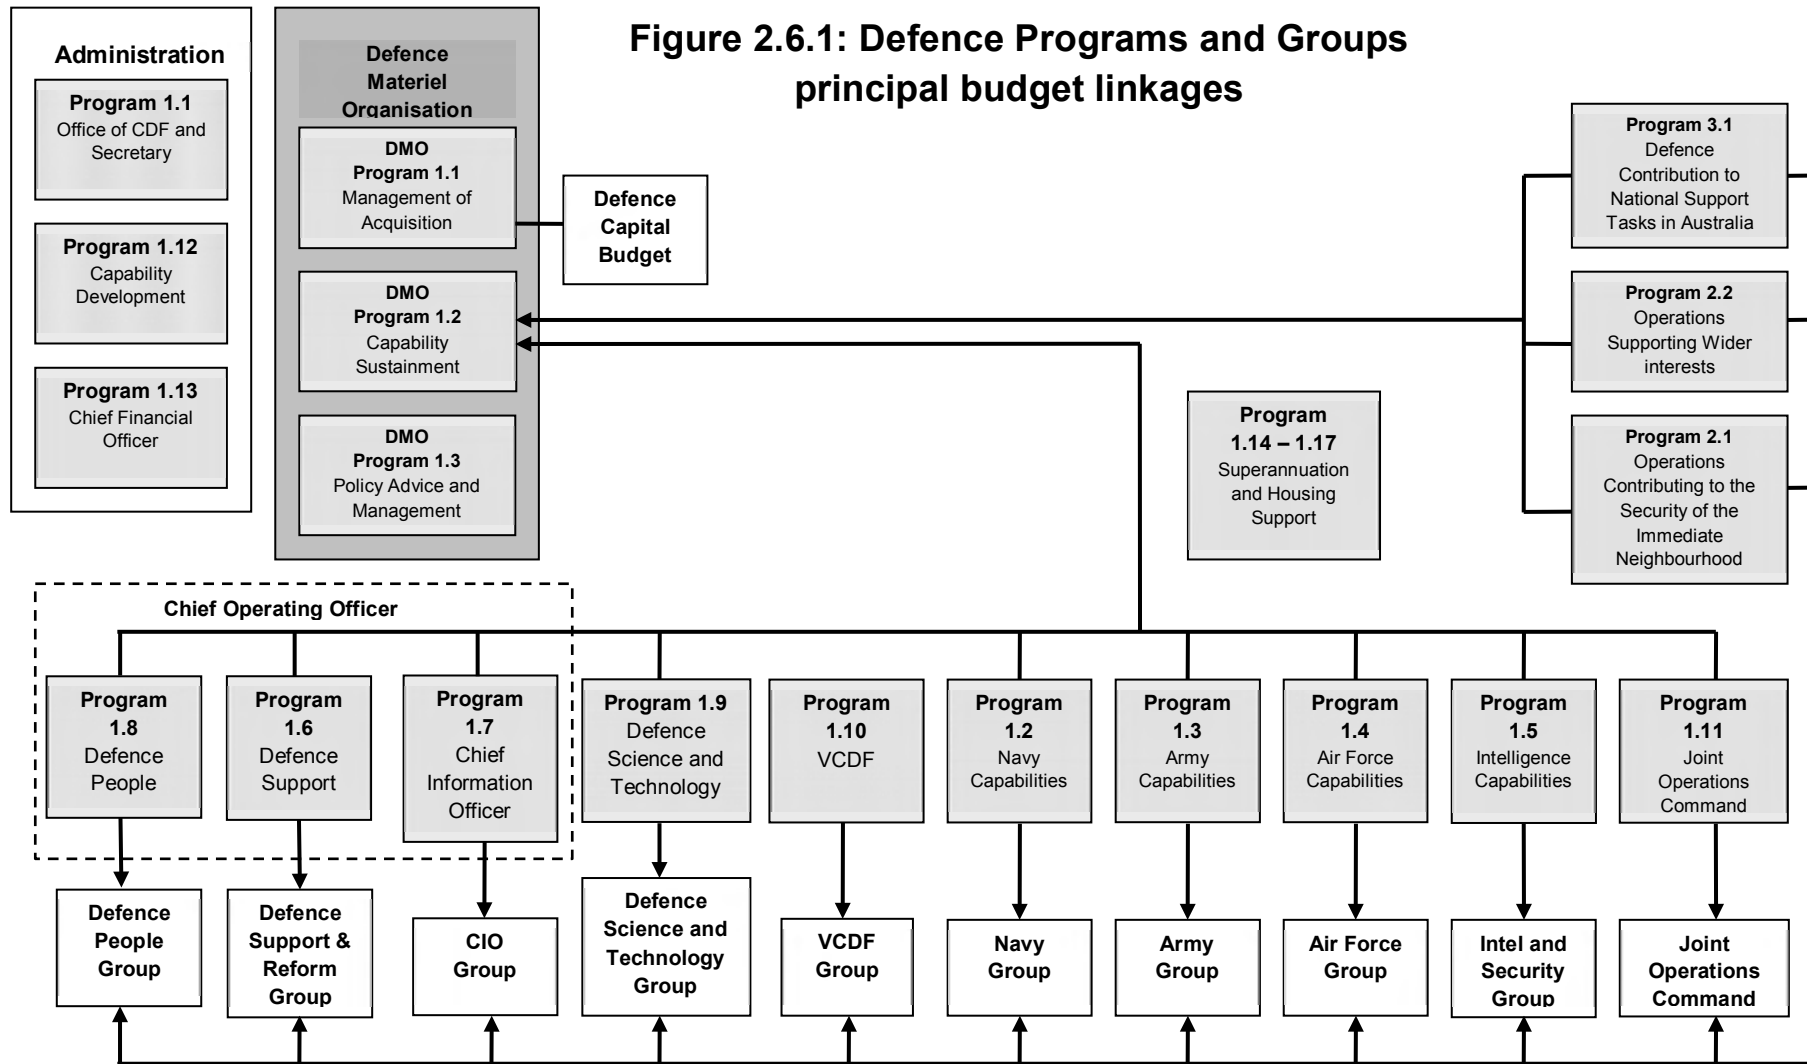 Figure 2.6.1: Defence Programs and Groups
principal budget linkages
Administration
Program 1.1
Office of CDF and
Secretary
Program 1.12
Capability
Development
Program 1.13
Chief Financial
Officer
Defence
Materiel
Organisation
DMO
Program 1.1
Management of
Acquisition
DMO
Program 1.2
Capability
Sustainment
DMO
Program 1.3
Policy Advice and
Management
Defence
Capital
Budget
Program
1.14 – 1.17
Superannuation
and Housing
Support
Program 3.1
Defence
Contribution to
National Support
Tasks in Australia
Program 2.2
Operations
Supporting Wider
interests
Program 2.1
Operations
Contributing to the
Security of the
Immediate
Neighbourhood
Chief Operating Officer
Program
1.8
Defence
People
Program
1.6
Defence
Support
Program
1.7
Chief
Information
Officer
Program 1.9
Defence
Science and
Technology
Program
1.10
VCDF
Program
1.2
Navy
Capabilities
Program
1.3
Army
Capabilities
Program
1.4
Air Force
Capabilities
Program
1.5
Intelligence
Capabilities
Program
1.11
Joint
Operations
Command
Defence
People
Group
Defence
Support &
Reform
Group
CIO
Group
Defence
Science and
Technology
Group
VCDF
Group
Navy
Group
Army
Group
Air Force
Group
Intel and
Security
Group
Joint
Operations
Command